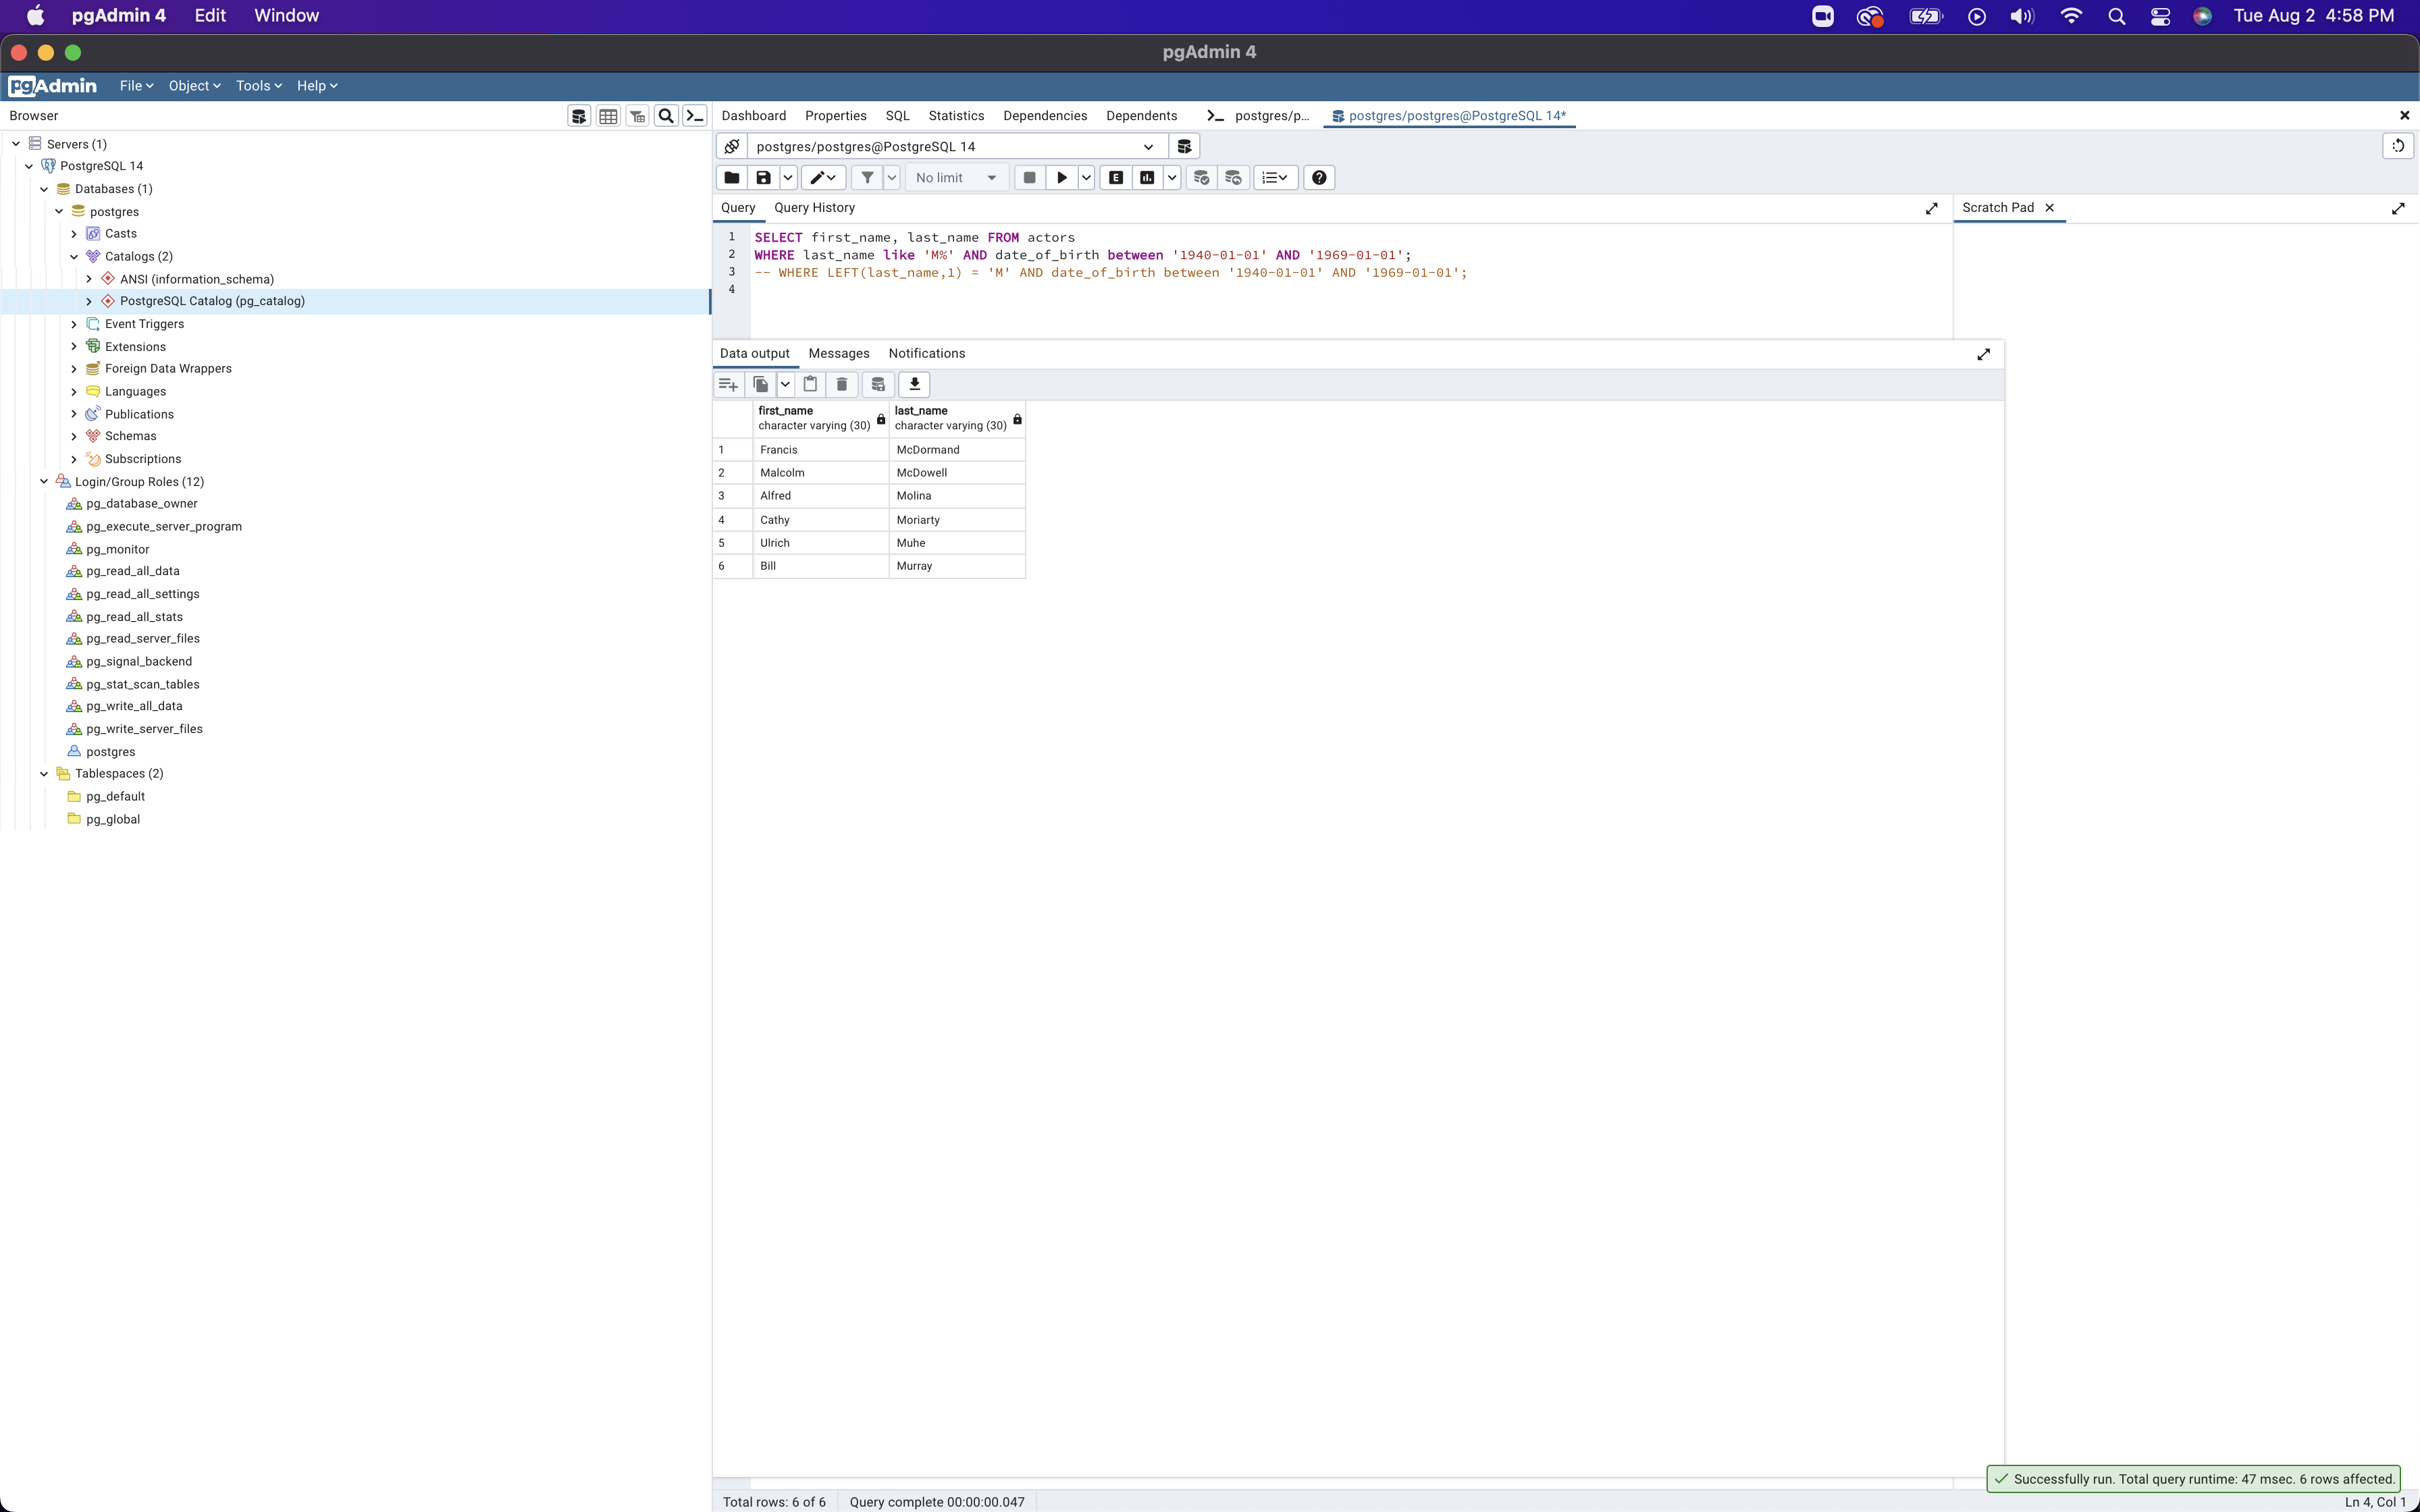 pgAdmin 4 Edit Window Tue Aug 2 4:58 PM
pgAdmin 4
pgAdmin File Object Tools Help
Browser
Dashboard Properties SQL Statistics Dependencies Dependents postgres/p... postgres/postgres@PostgreSQL 14*
Servers (1)
PostgreSQL 14
Databases (1)
postgres
Casts
Catalogs (2)
ANSI (information_schema)
PostgreSQL Catalog (pg_catalog)
Event Triggers
Extensions
Foreign Data Wrappers
Languages
Publications
Schemas
Subscriptions
Login/Group Roles (12)
pg_database_owner
pg_execute_server_program
pg_monitor
pg_read_all_data
pg_read_all_settings
pg_read_all_stats
pg_read_server_files
pg_signal_backend
pg_stat_scan_tables
pg_write_all_data
pg_write_server_files
postgres
Tablespaces (2)
pg_default
pg_global
postgres/postgres@PostgreSQL 14
No limit E
Query Query History Scratch Pad
1 SELECT first_name, last_name FROM actors
2 WHERE last_name like 'M%' AND date_of_birth between '1940-01-01' AND '1969-01-01';
3 -- WHERE LEFT(last_name,1) = 'M' AND date_of_birth between '1940-01-01' AND '1969-01-01';
4
Data output Messages Notifications
first_name last_name
character varying (30) character varying (30)
1 Francis McDormand
2 Malcolm McDowell
3 Alfred Molina
4 Cathy Moriarty
5 Ulrich Muhe
6 Bill Murray
Successfully run. Total query runtime: 47 msec. 6 rows affected.
Total rows: 6 of 6 Query complete 00:00:00.047 Ln 4, Col 1